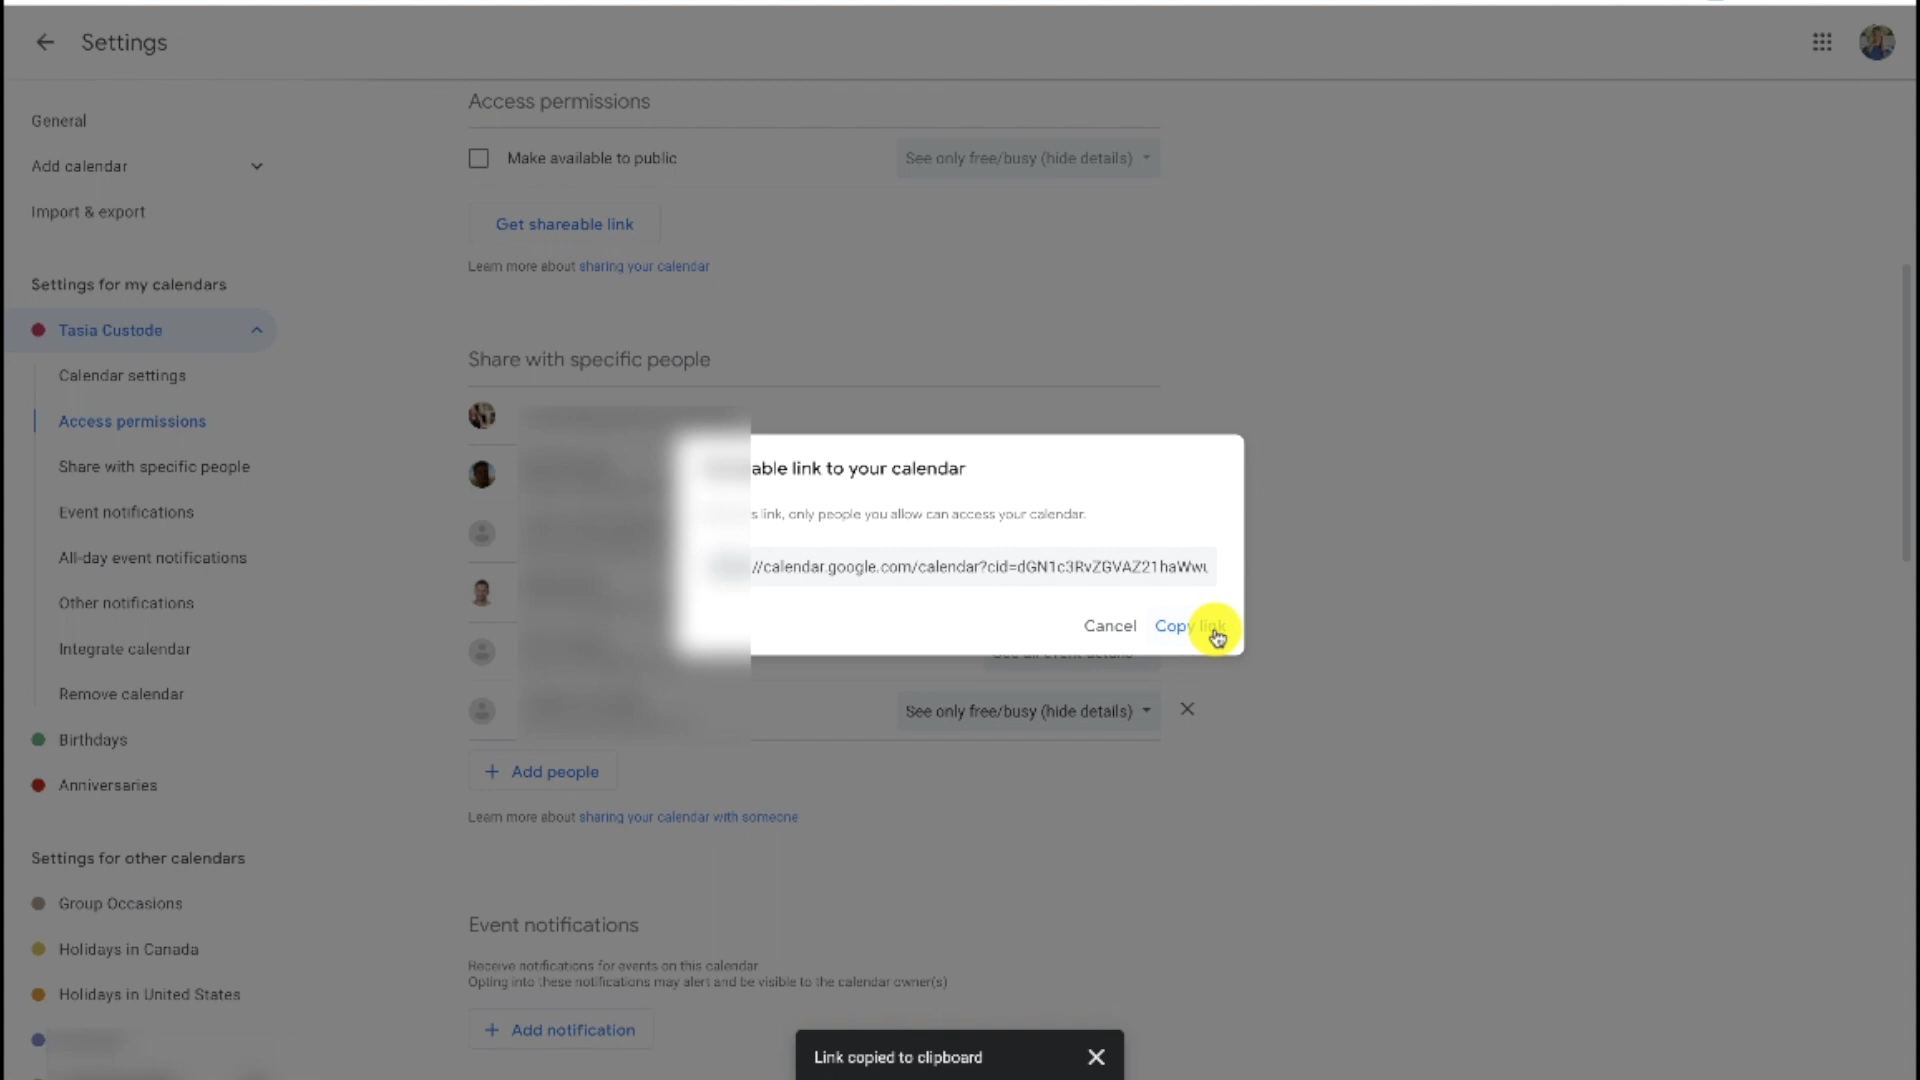 Settings
General
Add calendar
Import & export
Settings for my calendars
Tasia Custode
Calendar settings
Access permissions
Share with specific people
Event notifications
All-day event notifications
Other notifications
Integrate calendar
Remove calendar
Birthdays
Anniversaries
Settings for other calendars
Group Occasions
Holidays in Canada
Holidays in United States
Access permissions
Make available to public
See only free/busy (hide details)
Get shareable link
Learn more about sharing your calendar
Share with specific people
able link to your calendar
s link, only people you allow can access your calendar.
//calendar.google.com/calendar?cid=dGN1c3RvZGVAZ21haWwu
Cancel
Copy link
See all event details
See only free/busy (hide details)
+ Add people
Learn more about sharing your calendar with someone
Event notifications
Receive notifications for events on this calendar
Opting into these notifications may alert and be visible to the calendar owner(s)
+ Add notification
Link copied to clipboard